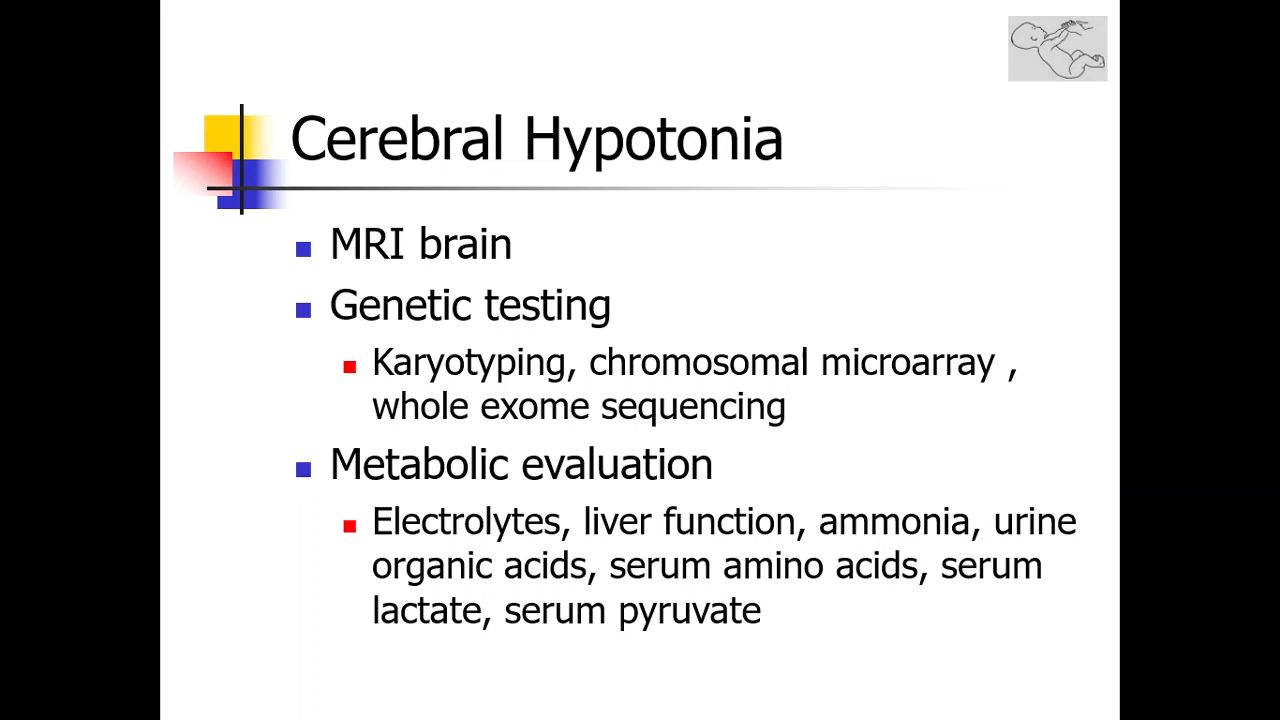 Cerebral Hypotonia
MRI brain
Genetic testing
Karyotyping, chromosomal microarray ,
whole exome sequencing
Metabolic evaluation
Electrolytes, liver function, ammonia, urine
organic acids, serum amino acids, serum
lactate, serum pyruvate